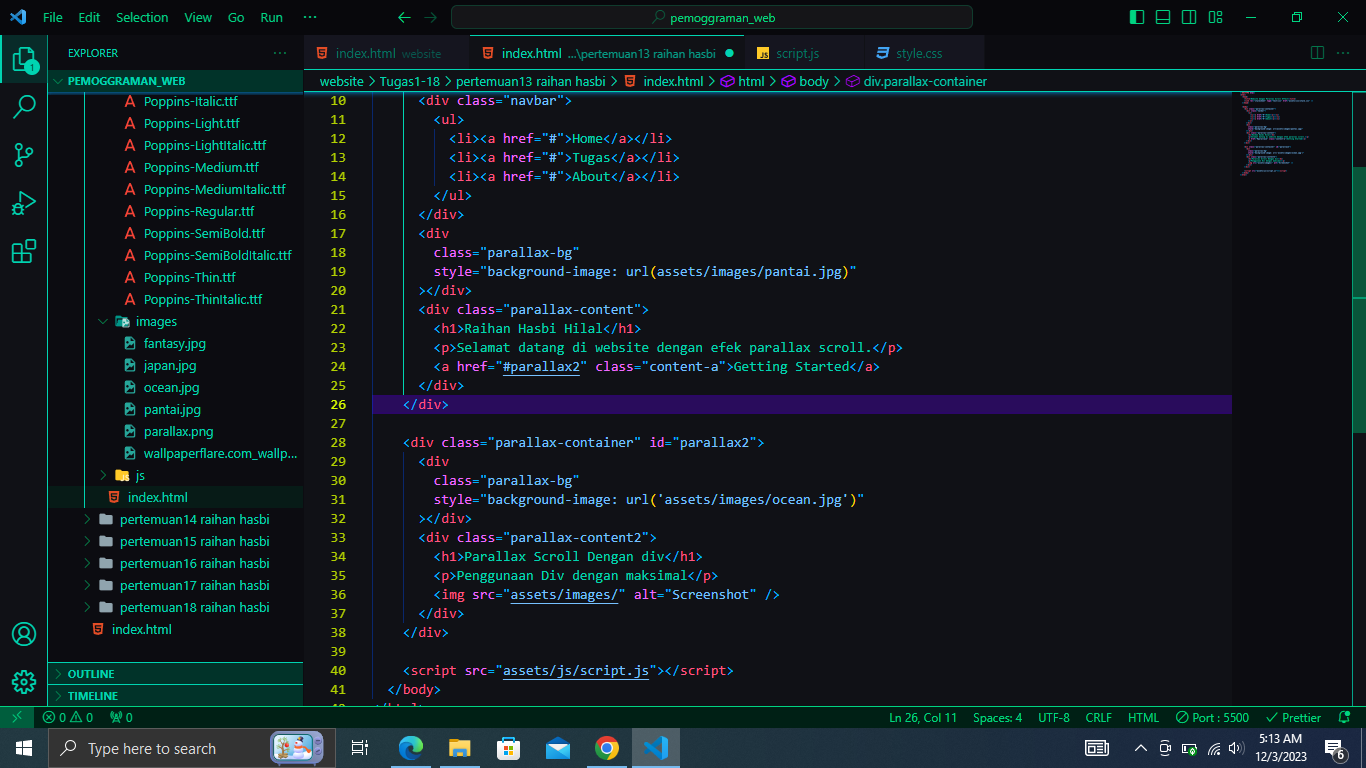 File Edit Selection View Go Run ···
pemoggraman_web
EXPLORER ···
index.html website
index.html ...\pertemuan13 raihan hasbi
script.js
style.css
PEMOGGRAMAN_WEB
website > Tugas1-18 > pertemuan13 raihan hasbi > index.html > html > body > div.parallax-container
Poppins-Italic.ttf
Poppins-Light.ttf
Poppins-LightItalic.ttf
Poppins-Medium.ttf
Poppins-MediumItalic.ttf
Poppins-Regular.ttf
Poppins-SemiBold.ttf
Poppins-SemiBoldItalic.ttf
Poppins-Thin.ttf
Poppins-ThinItalic.ttf
images
fantasy.jpg
japan.jpg
ocean.jpg
pantai.jpg
parallax.png
wallpaperflare.com_wallp...
js
index.html
pertemuan14 raihan hasbi
pertemuan15 raihan hasbi
pertemuan16 raihan hasbi
pertemuan17 raihan hasbi
pertemuan18 raihan hasbi
index.html
OUTLINE
TIMELINE
10 <div class="navbar">
11 <ul>
12 <li><a href="#">Home</a></li>
13 <li><a href="#">Tugas</a></li>
14 <li><a href="#">About</a></li>
15 </ul>
16 </div>
17 <div
18 class="parallax-bg"
19 style="background-image: url(assets/images/pantai.jpg)"
20 ></div>
21 <div class="parallax-content">
22 <h1>Raihan Hasbi Hilal</h1>
23 <p>Selamat datang di website dengan efek parallax scroll.</p>
24 <a href="#parallax2" class="content-a">Getting Started</a>
25 </div>
26 </div>
27
28 <div class="parallax-container" id="parallax2">
29 <div
30 class="parallax-bg"
31 style="background-image: url('assets/images/ocean.jpg')"
32 ></div>
33 <div class="parallax-content2">
34 <h1>Parallax Scroll Dengan div</h1>
35 <p>Penggunaan Div dengan maksimal</p>
36 <img src="assets/images/" alt="Screenshot" />
37 </div>
38 </div>
39
40 <script src="assets/js/script.js"></script>
41 </body>
0 0 0 Ln 26, Col 11 Spaces: 4 UTF-8 CRLF HTML Port : 5500 Prettier
Type here to search
5:13 AM
12/3/2023
6
1